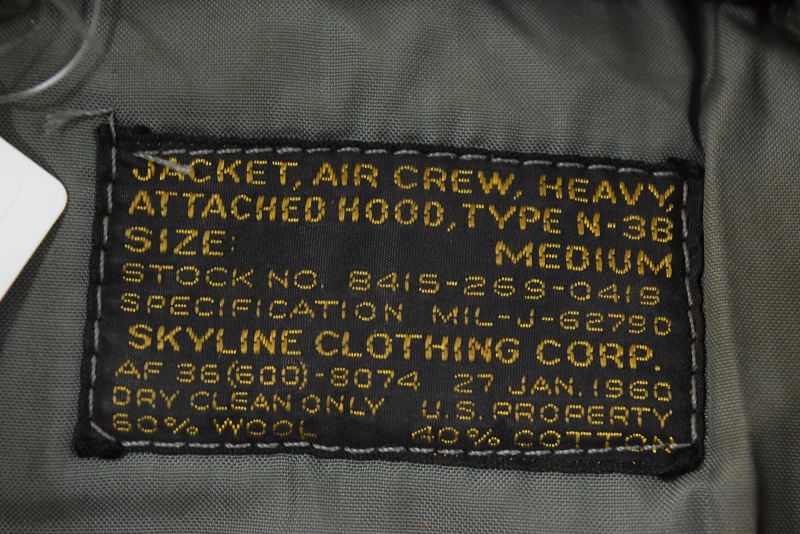 JACKET, AIR CREW, HEAVY,
ATTACHED HOOD, TYPE N-3B
SIZE: MEDIUM
STOCK NO. 8415-269-0415
SPECIFICATION MIL-J-6279D
SKYLINE CLOTHING CORP.
AF 36(600)-8074 27 JAN. 1960
DRY CLEAN ONLY U.S. PROPERTY
60% WOOL 40% COTTON